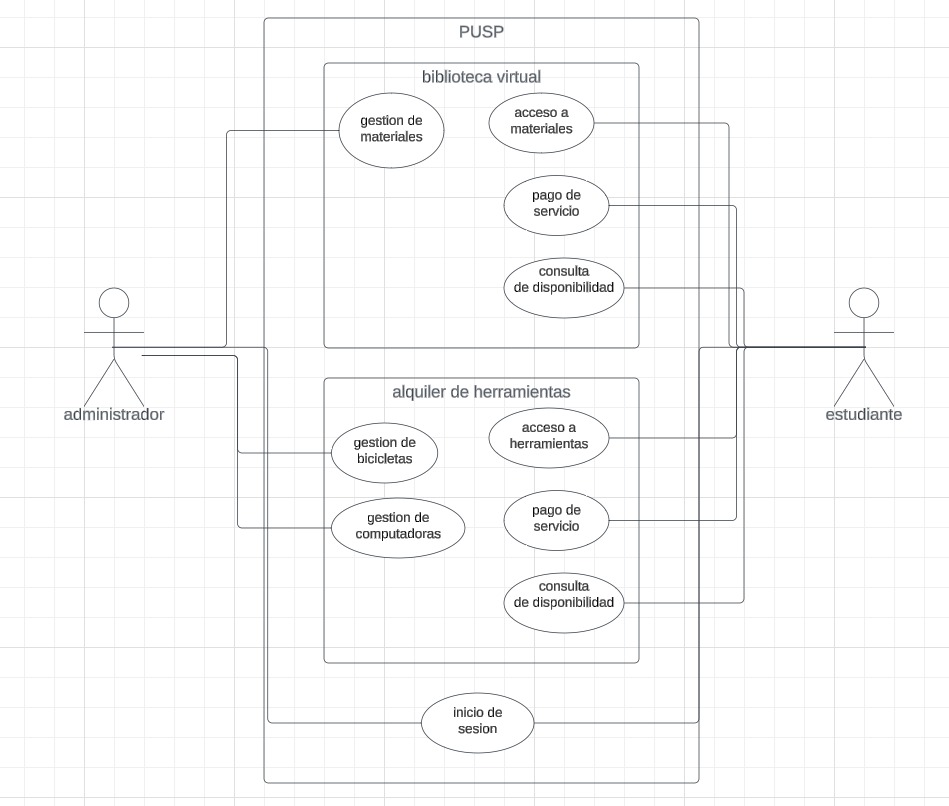 PUSP
biblioteca virtual
gestion de
materiales
acceso a
materiales
pago de
servicio
consulta
de disponibilidad
administrador
estudiante
alquiler de herramientas
gestion de
bicicletas
acceso a
herramientas
gestion de
computadoras
pago de
servicio
consulta
de disponibilidad
inicio de
sesion